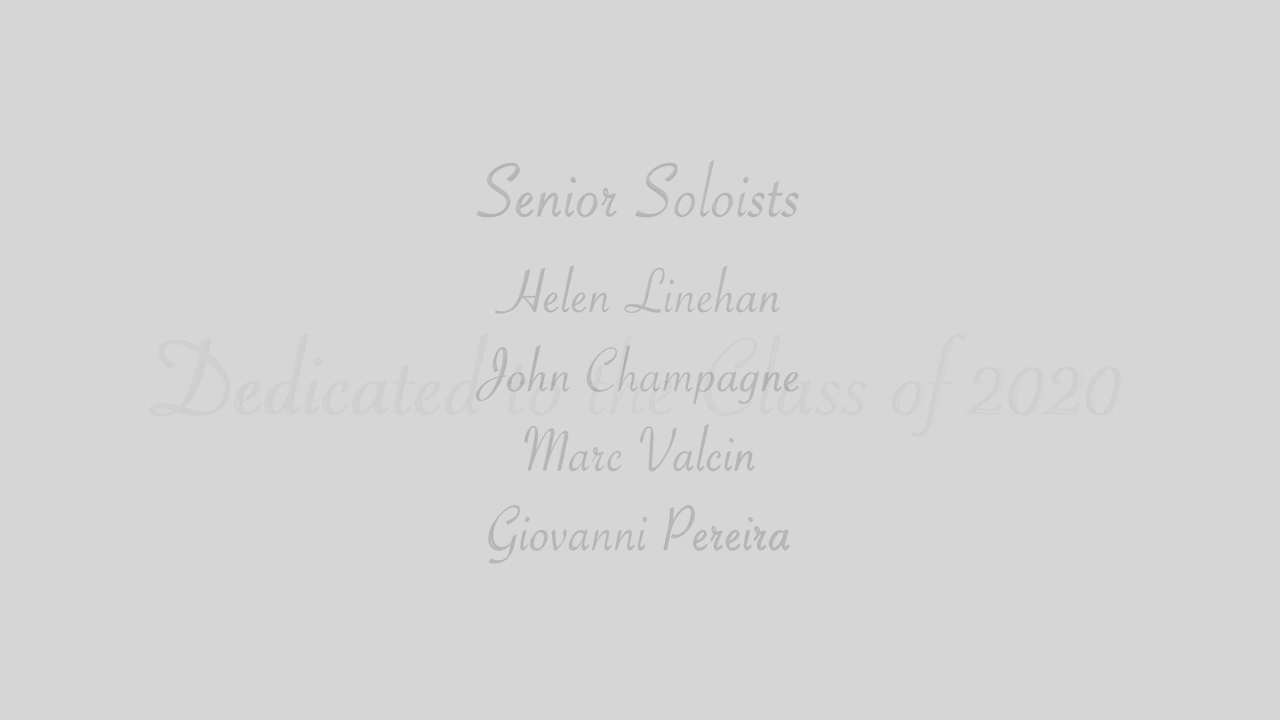 Senior Soloists
Helen Linehan
Dedicated to the Class of 2020
John Champagne
Marc Valcin
Giovanni Pereira